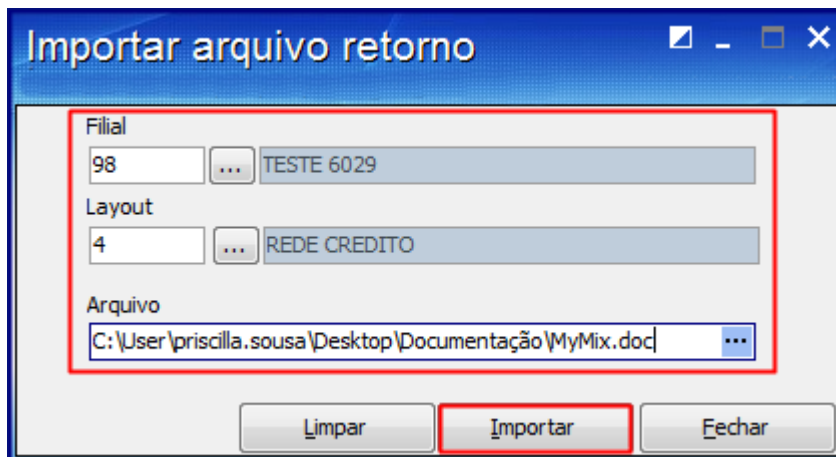 Importar arquivo retorno
Filial
98 ... TESTE 6029
Layout
4 ... REDE CREDITO
Arquivo
C:\User\priscilla.sousa\Desktop\Documentação\MyMix.doc ...
Limpar Importar Fechar